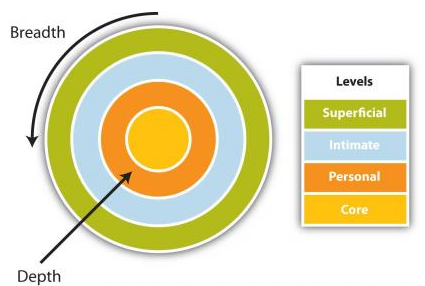 Breadth
Levels
Superficial
Intimate
Personal
Core
Depth